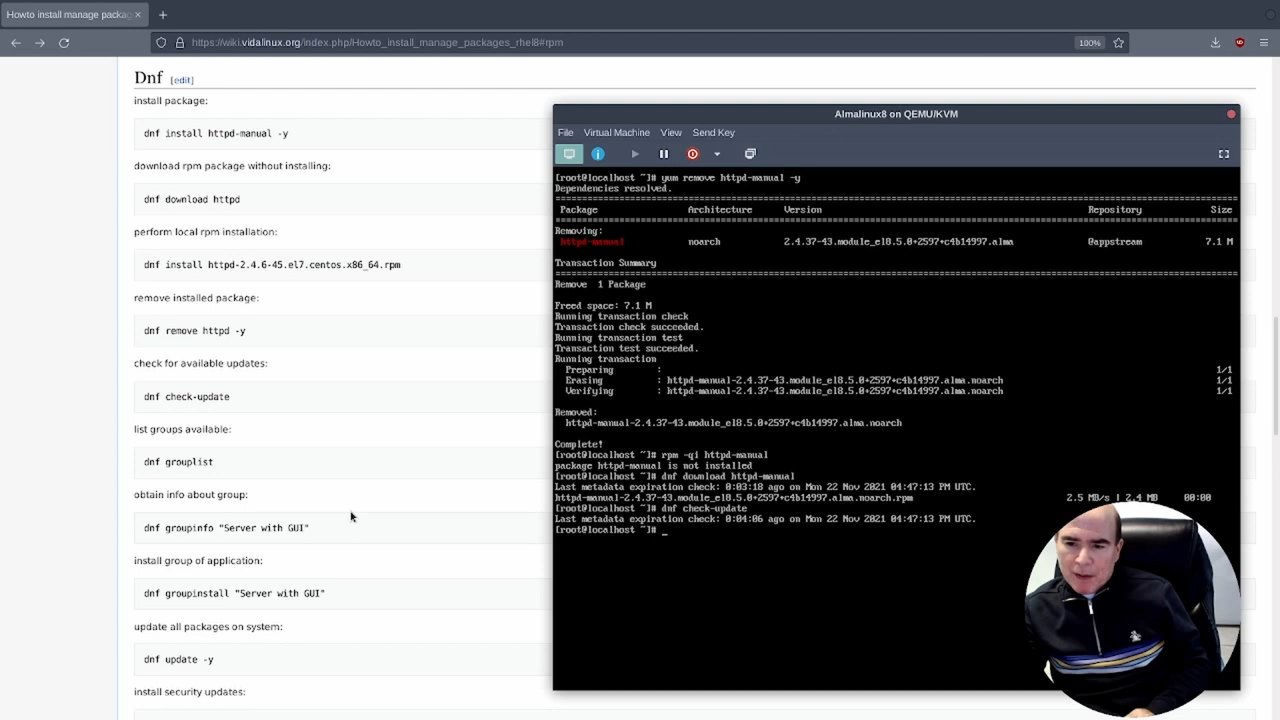 Howto install manage packag
https://wiki.vidalinux.org/index.php/Howto_install_manage_packages_rhel8#rpm
100%
Dnf [edit]
install package:
dnf install httpd-manual -y
download rpm package without installing:
dnf download httpd
perform local rpm installation:
dnf install httpd-2.4.6-45.el7.centos.x86_64.rpm
remove installed package:
dnf remove httpd -y
check for available updates:
dnf check-update
list groups available:
dnf grouplist
obtain info about group:
dnf groupinfo "Server with GUI"
install group of application:
dnf groupinstall "Server with GUI"
update all packages on system:
dnf update -y
install security updates:
Almalinux8 on QEMU/KVM
File Virtual Machine View Send Key
[root@localhost ~]# yum remove httpd-manual -y
Dependencies resolved.
Package Architecture Version Repository Size
Removing:
httpd-manual noarch 2.4.37-43.module_el8.5.0+2597+c4b14997.alma @appstream 7.1 M
Transaction Summary
Remove 1 Package
Freed space: 7.1 M
Running transaction check
Transaction check succeeded.
Running transaction test
Transaction test succeeded.
Running transaction
Preparing : 1/1
Erasing : httpd-manual-2.4.37-43.module_el8.5.0+2597+c4b14997.alma.noarch 1/1
Verifying : httpd-manual-2.4.37-43.module_el8.5.0+2597+c4b14997.alma.noarch 1/1
Removed:
httpd-manual-2.4.37-43.module_el8.5.0+2597+c4b14997.alma.noarch
Complete!
[root@localhost ~]# rpm -qi httpd-manual
package httpd-manual is not installed
[root@localhost ~]# dnf download httpd-manual
Last metadata expiration check: 0:03:18 ago on Mon 22 Nov 2021 04:47:13 PM UTC.
httpd-manual-2.4.37-43.module_el8.5.0+2597+c4b14997.alma.noarch.rpm 2.5 MB/s | 2.4 MB 00:00
[root@localhost ~]# dnf check-update
Last metadata expiration check: 0:04:06 ago on Mon 22 Nov 2021 04:47:13 PM UTC.
[root@localhost ~]# _